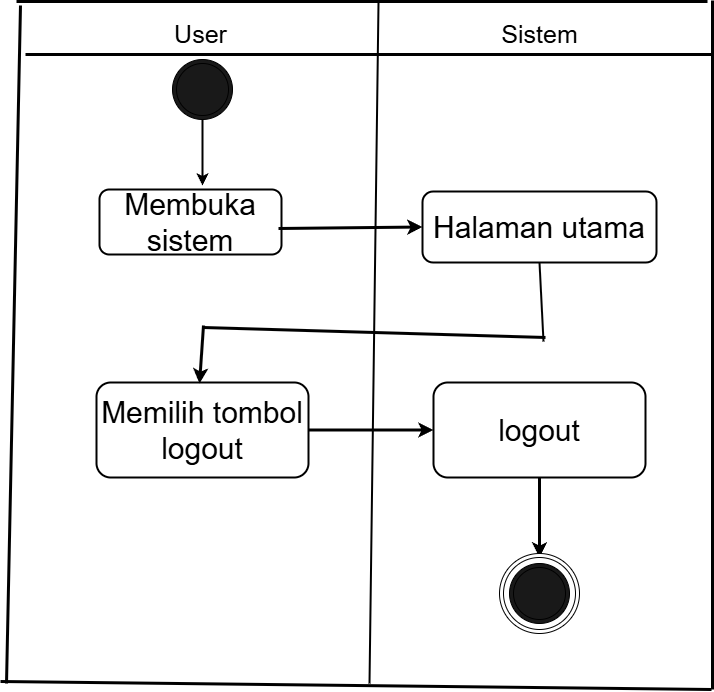 User
Sistem
Membuka
sistem
Halaman utama
Memilih tombol
logout
logout